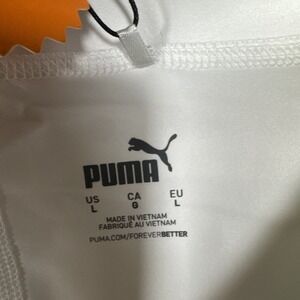 PUMA
US CA EU
L G L
MADE IN VIETNAM
FABRIQUÉ AU VIETNAM
PUMA.COM/FOREVERBETTER